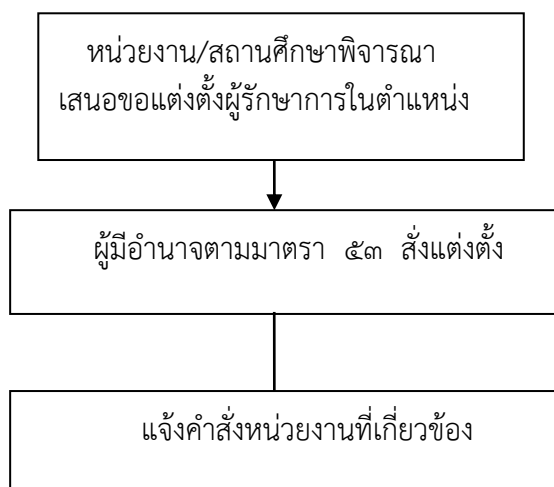 หน่วยงาน/สถานศึกษาพิจารณา
เสนอขอแต่งตั้งผู้รักษาการในตำแหน่ง
ผู้มีอำนาจตามมาตรา ๕๓ สั่งแต่งตั้ง
แจ้งคำสั่งหน่วยงานที่เกี่ยวข้อง